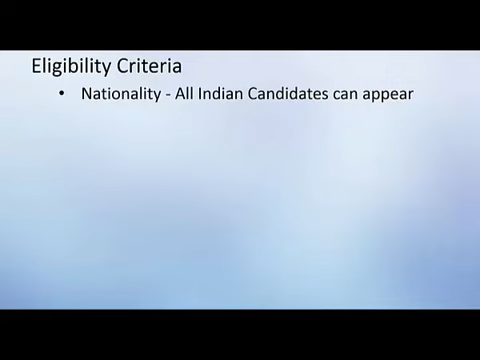 Eligibility Criteria
• Nationality - All Indian Candidates can appear